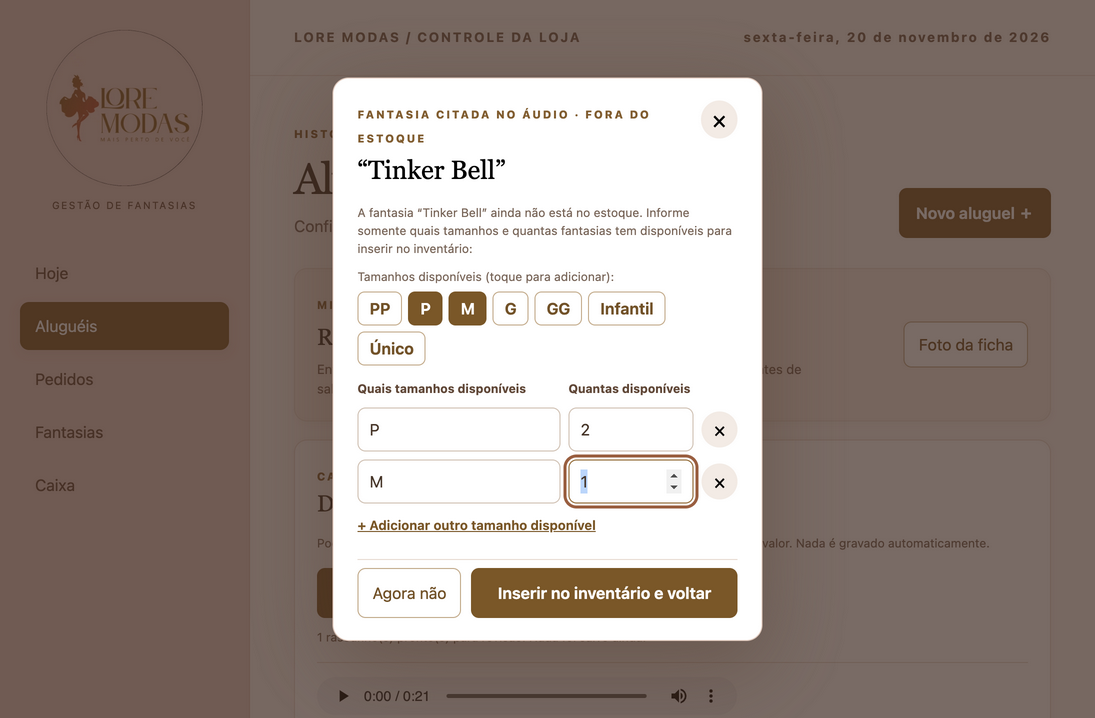 LORE
MODAS
MAIS PERTO DE VOCÊ
GESTÃO DE FANTASIAS
Hoje
Aluguéis
Pedidos
Fantasias
Caixa
LORE MODAS / CONTROLE DA LOJA
sexta-feira, 20 de novembro de 2026
Novo aluguel +
Foto da ficha
FANTASIA CITADA NO ÁUDIO · FORA DO
ESTOQUE
×
“Tinker Bell”
A fantasia “Tinker Bell” ainda não está no estoque. Informe
somente quais tamanhos e quantas fantasias tem disponíveis para
inserir no inventário:
Tamanhos disponíveis (toque para adicionar):
PP P M G GG Infantil
Único
Quais tamanhos disponíveis Quantas disponíveis
P 2 ×
M 1 ×
+ Adicionar outro tamanho disponível
Agora não Inserir no inventário e voltar
valor. Nada é gravado automaticamente.
0:00 / 0:21